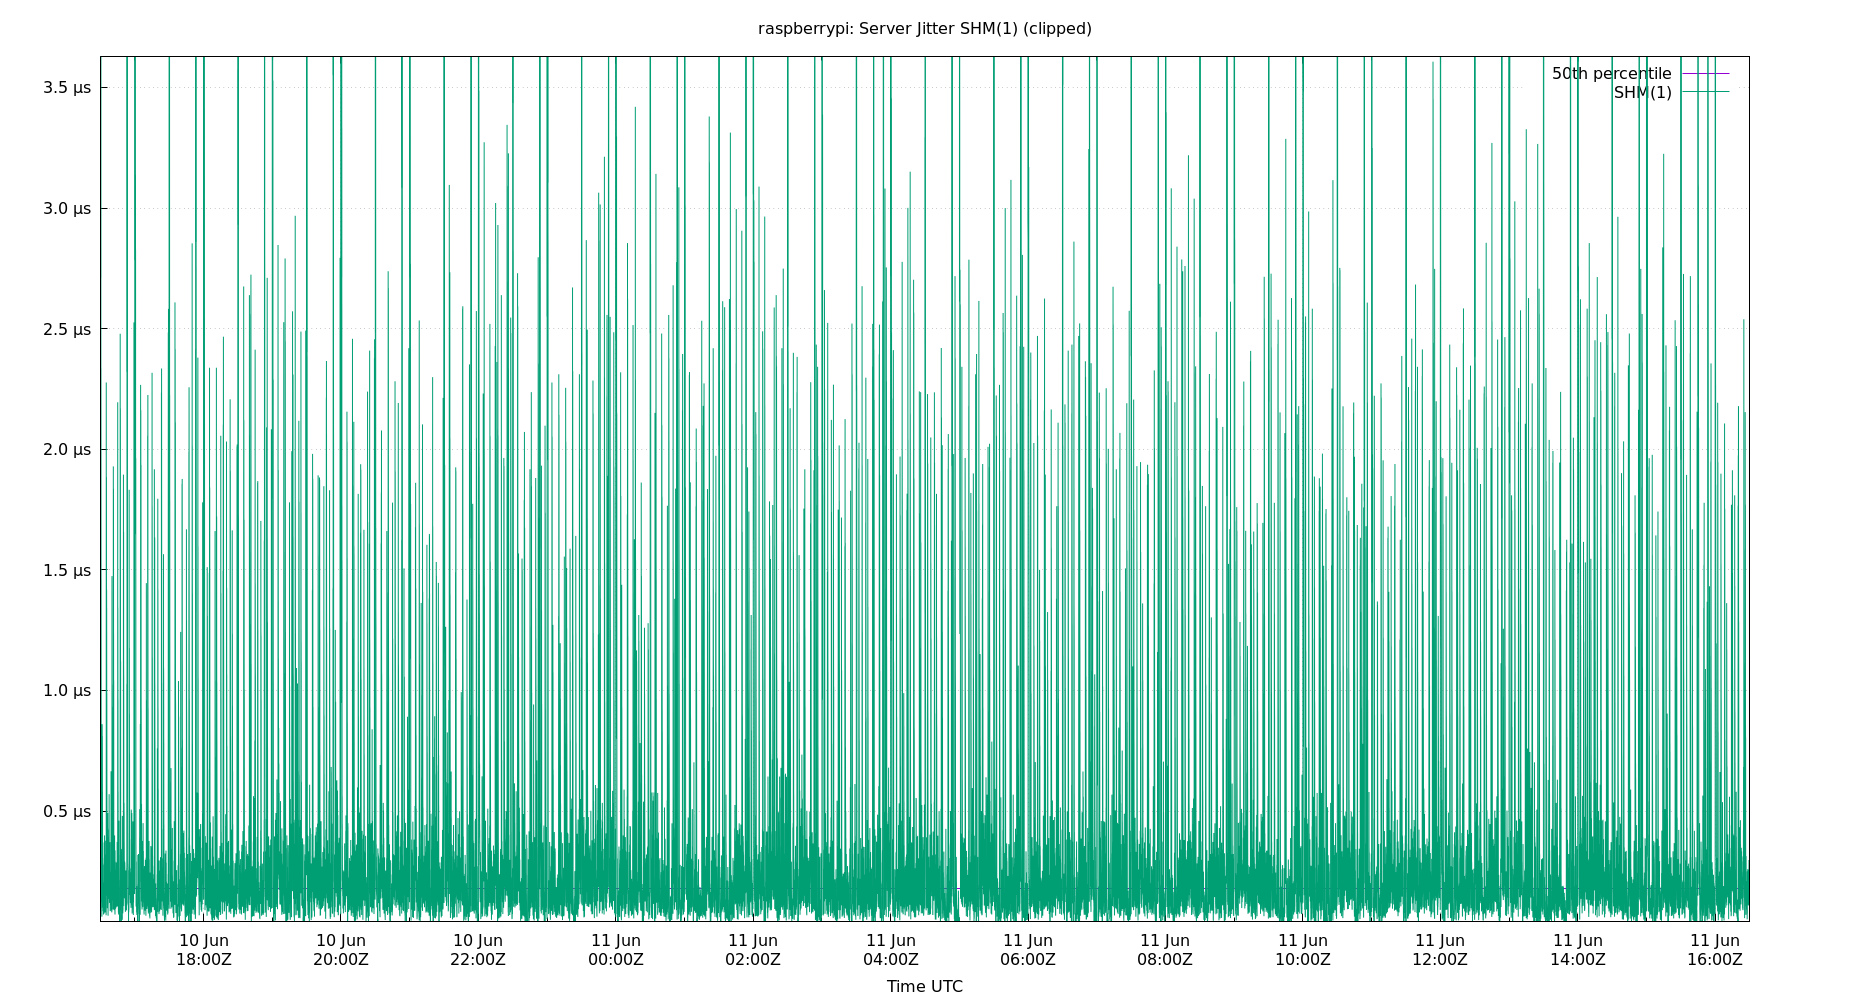 raspberrypi: Server Jitter SHM(1) (clipped)
50th percentile
SHM(1)
3.5 µs
3.0 µs
2.5 µs
2.0 µs
1.5 µs
1.0 µs
0.5 µs
10 Jun 10 Jun 10 Jun 11 Jun 11 Jun 11 Jun 11 Jun 11 Jun 11 Jun 11 Jun 11 Jun 11 Jun
18:00Z 20:00Z 22:00Z 00:00Z 02:00Z 04:00Z 06:00Z 08:00Z 10:00Z 12:00Z 14:00Z 16:00Z
Time UTC